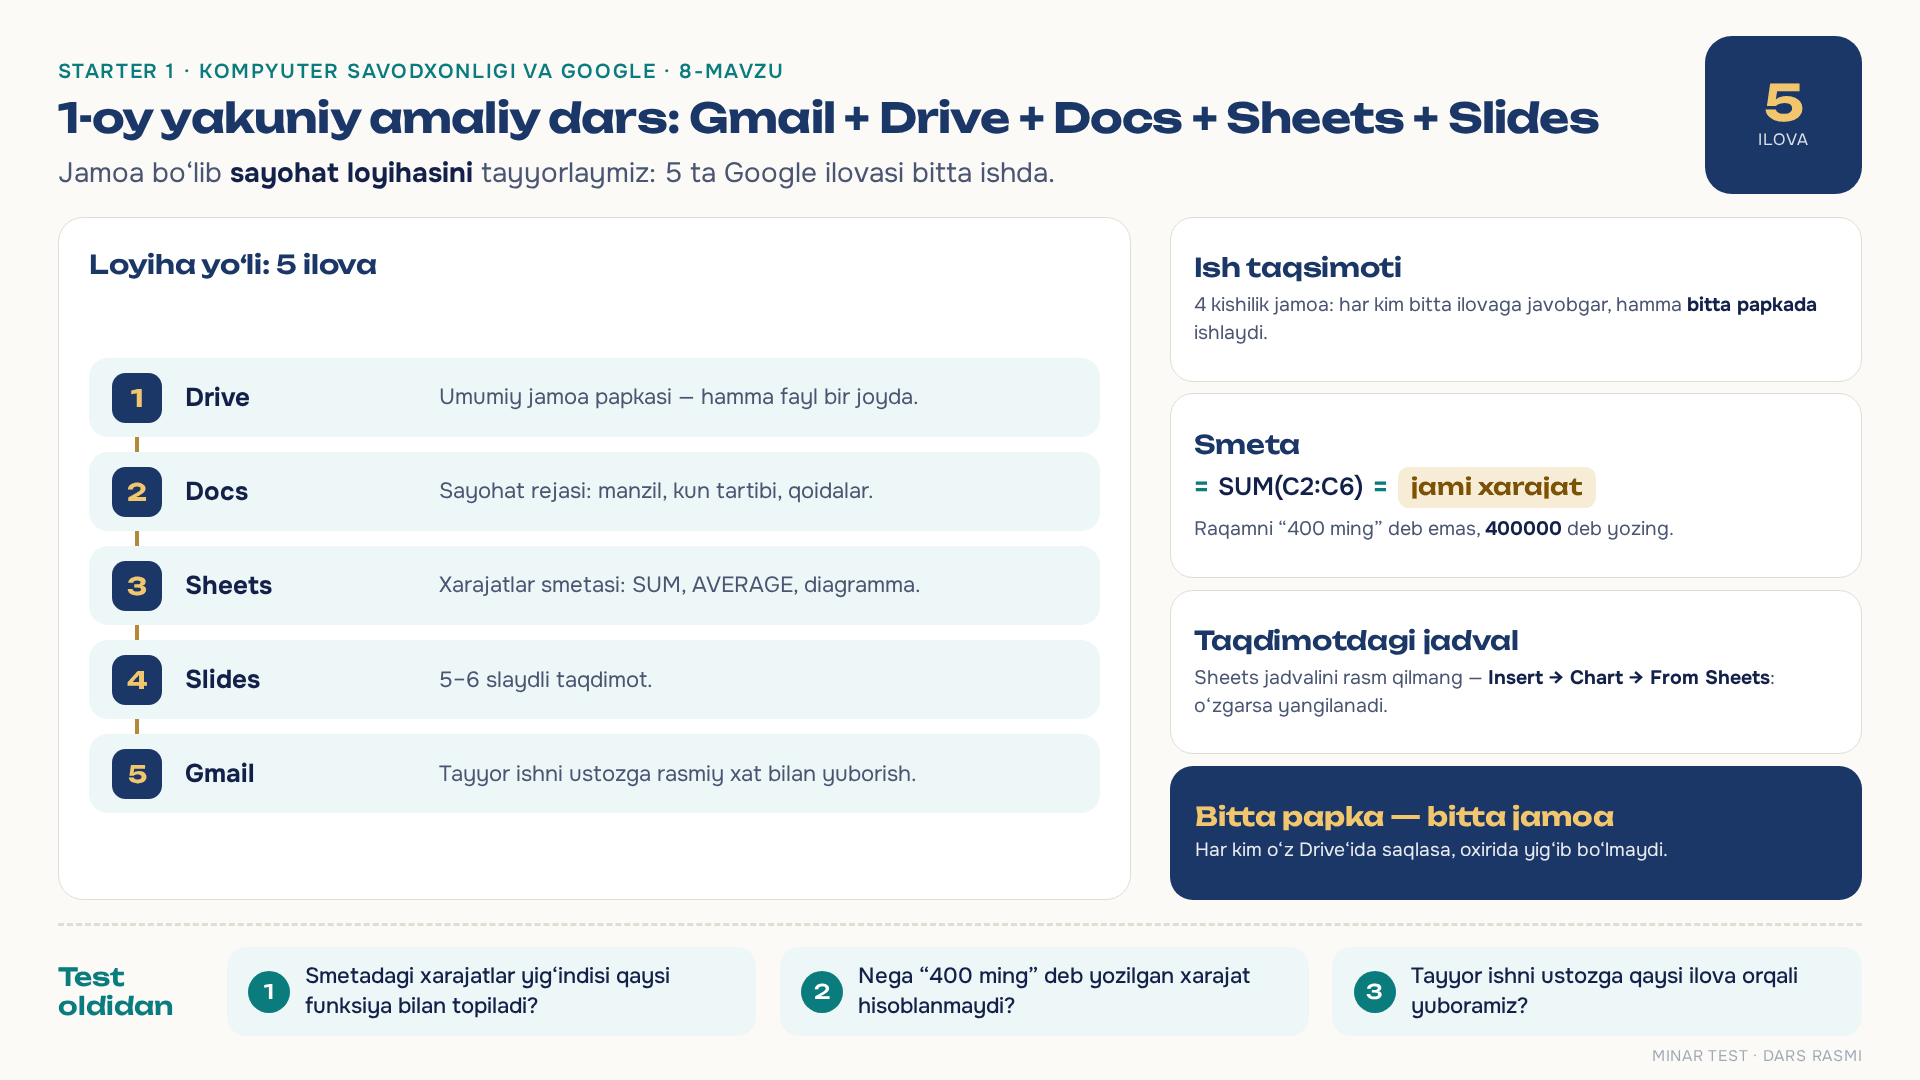 STARTER 1 · KOMPYUTER SAVODXONLIGI VA GOOGLE · 8-MAVZU
1-oy yakuniy amaliy dars: Gmail + Drive + Docs + Sheets + Slides
Jamoa bo‘lib sayohat loyihasini tayyorlaymiz: 5 ta Google ilovasi bitta ishda.
5
ILOVA
Loyiha yo‘li: 5 ilova
1 Drive Umumiy jamoa papkasi — hamma fayl bir joyda.
2 Docs Sayohat rejasi: manzil, kun tartibi, qoidalar.
3 Sheets Xarajatlar smetasi: SUM, AVERAGE, diagramma.
4 Slides 5–6 slaydli taqdimot.
5 Gmail Tayyor ishni ustozga rasmiy xat bilan yuborish.
Ish taqsimoti
4 kishilik jamoa: har kim bitta ilovaga javobgar, hamma bitta papkada
ishlaydi.
Smeta
= SUM(C2:C6) = jami xarajat
Raqamni “400 ming” deb emas, 400000 deb yozing.
Taqdimotdagi jadval
Sheets jadvalini rasm qilmang — Insert → Chart → From Sheets:
o‘zgarsa yangilanadi.
Bitta papka — bitta jamoa
Har kim o‘z Drive‘ida saqlasa, oxirida yig‘ib bo‘lmaydi.
Test
oldidan
1 Smetadagi xarajatlar yig‘indisi qaysi
funksiya bilan topiladi?
2 Nega “400 ming” deb yozilgan xarajat
hisoblanmaydi?
3 Tayyor ishni ustozga qaysi ilova orqali
yuboramiz?
MINAR TEST · DARS RASMI